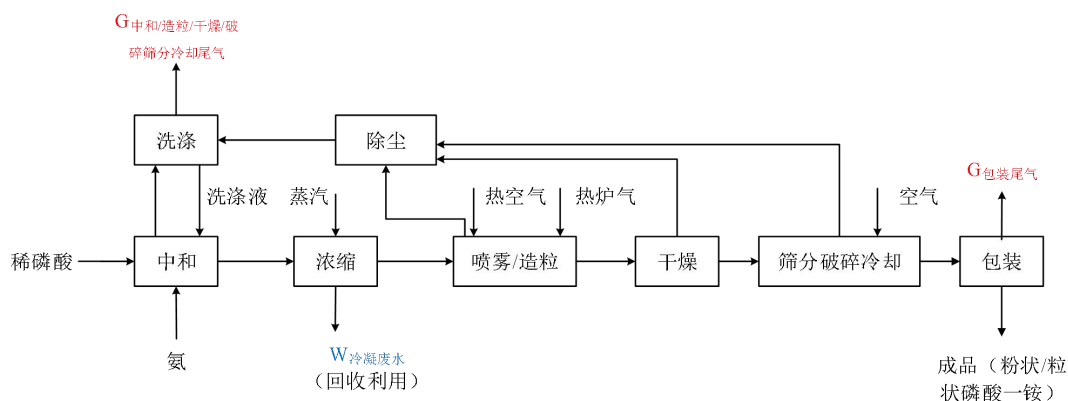 G中和/造粒/干燥/破
碎筛分冷却尾气
洗涤
除尘
洗涤液
蒸汽
热空气
热炉气
空气
G包装尾气
稀磷酸
中和
浓缩
喷雾/造粒
干燥
筛分破碎冷却
包装
氨
W冷凝废水
（回收利用）
成品（粉状/粒
状磷酸一铵）